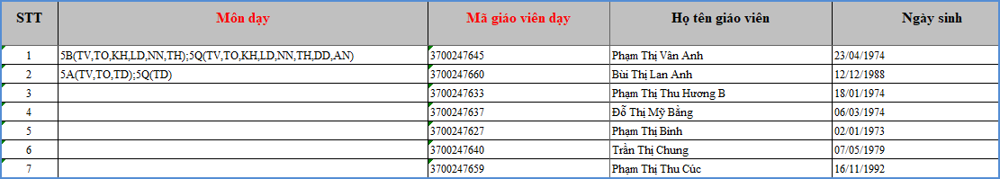 STT Môn dạy Mã giáo viên dạy Họ tên giáo viên Ngày sinh
1 5B(TV,TO,KH,LD,NN,TH);5Q(TV,TO,KH,LD,NN,TH,DD,AN) 3700247645 Phạm Thị Vân Anh 23/04/1974
2 5A(TV,TO,TD);5Q(TD) 3700247660 Bùi Thị Lan Anh 12/12/1988
3 3700247633 Phạm Thị Thu Hương B 18/01/1974
4 3700247637 Đỗ Thị Mỹ Bằng 06/03/1974
5 3700247627 Phạm Thị Bình 02/01/1973
6 3700247640 Trần Thị Chung 07/05/1979
7 3700247659 Phạm Thị Thu Cúc 16/11/1992